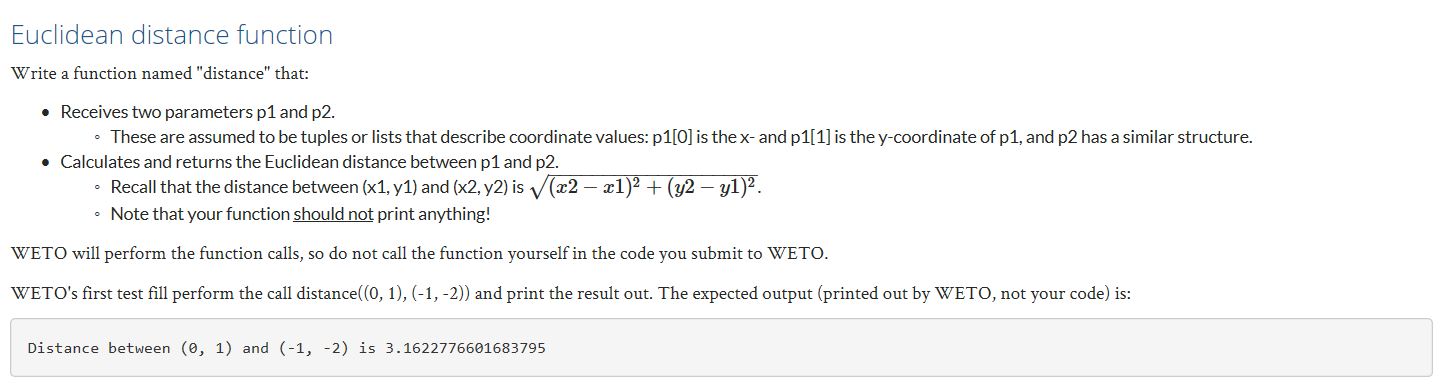 Euclidean distance function
Write a function named "distance" that:
• Receives two parameters p1 and p2.
◦ These are assumed to be tuples or lists that describe coordinate values: p1[0] is the x- and p1[1] is the y-coordinate of p1, and p2 has a similar structure.
• Calculates and returns the Euclidean distance between p1 and p2.
◦ Recall that the distance between (x1, y1) and (x2, y2) is √(x2 − x1)² + (y2 − y1)².
◦ Note that your function should not print anything!
WETO will perform the function calls, so do not call the function yourself in the code you submit to WETO.
WETO's first test fill perform the call distance((0, 1), (-1, -2)) and print the result out. The expected output (printed out by WETO, not your code) is:
Distance between (0, 1) and (-1, -2) is 3.1622776601683795